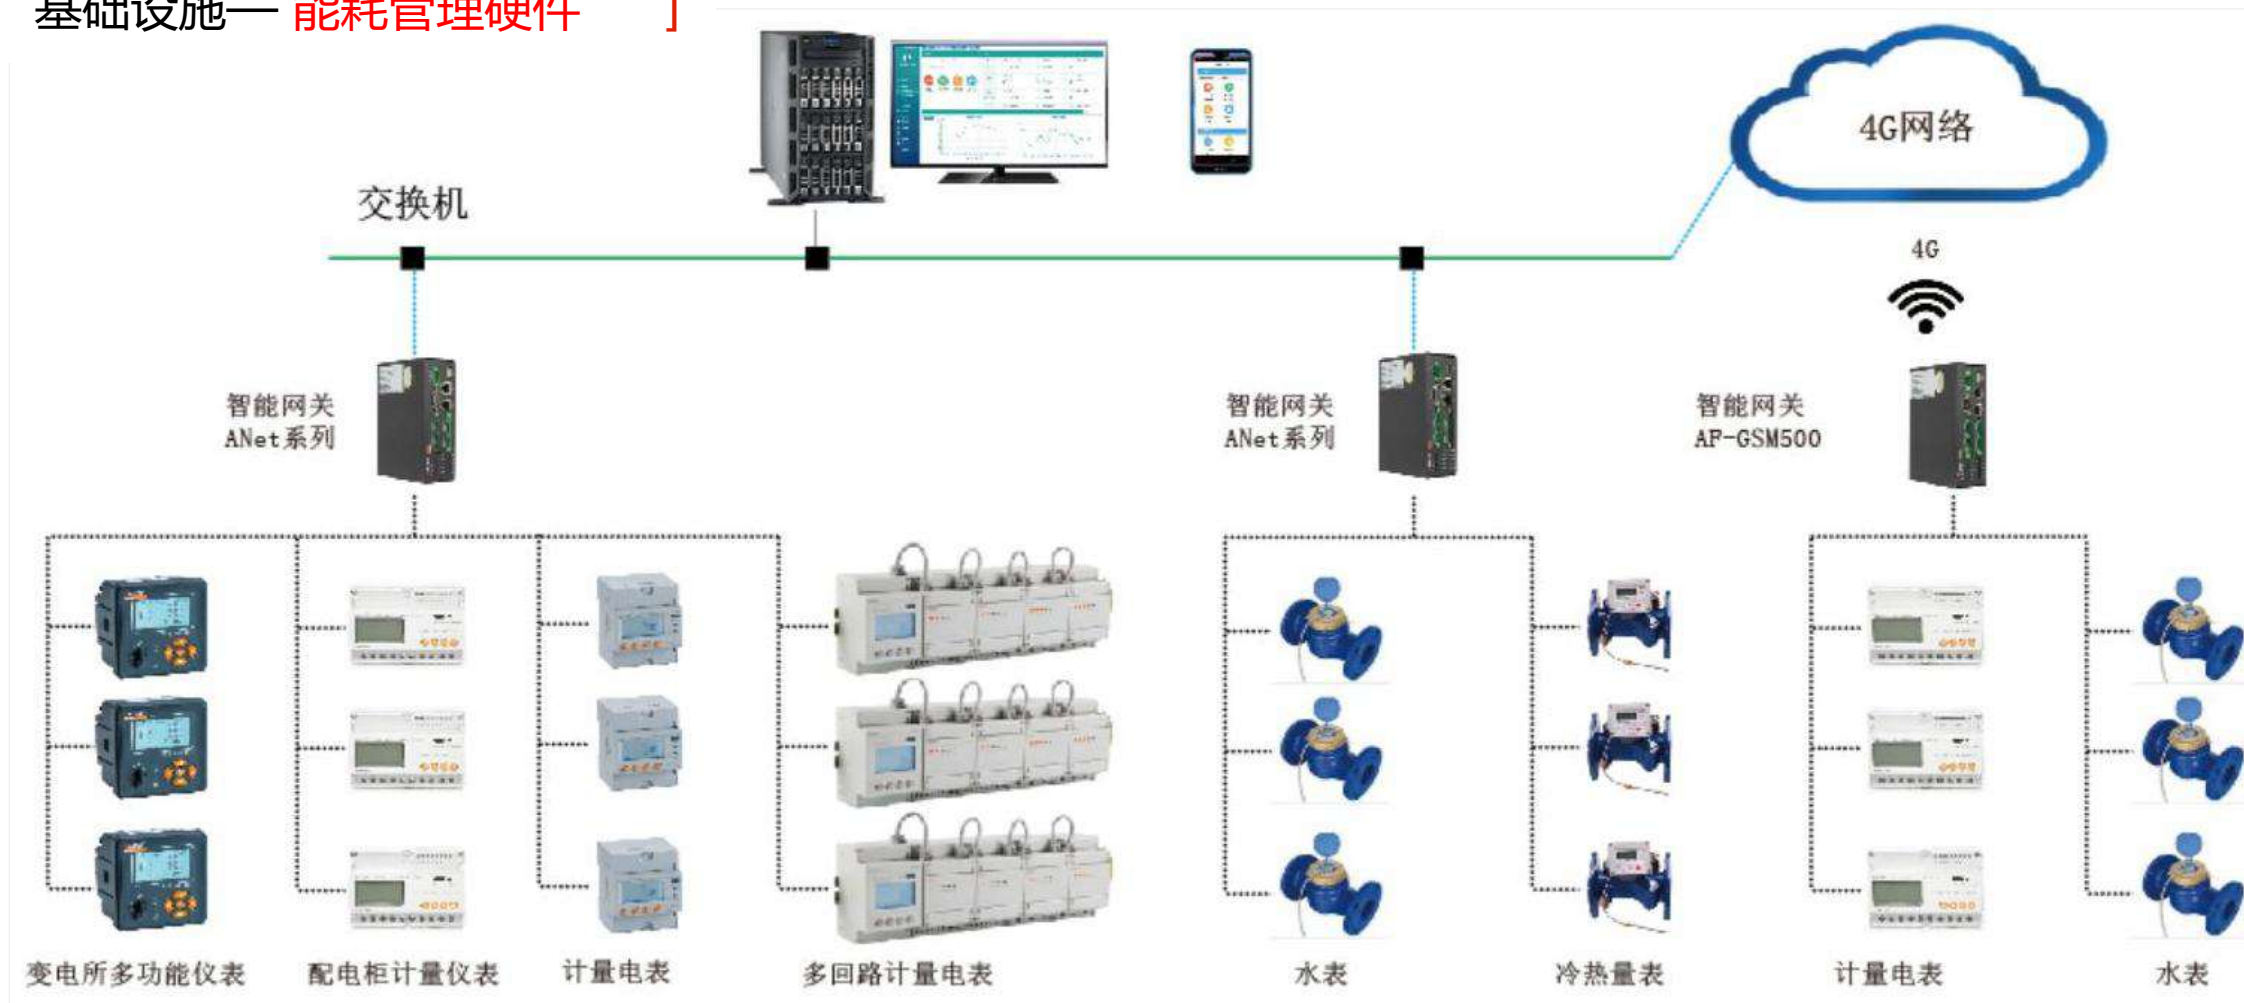 基础设施— 能耗管理硬件 」
4G网络
交换机
4G
智能网关
ANet系列
智能网关
ANet系列
智能网关
AF-GSM500
变电所多功能仪表
配电柜计量仪表
计量电表
多回路计量电表
水表
冷热量表
计量电表
水表